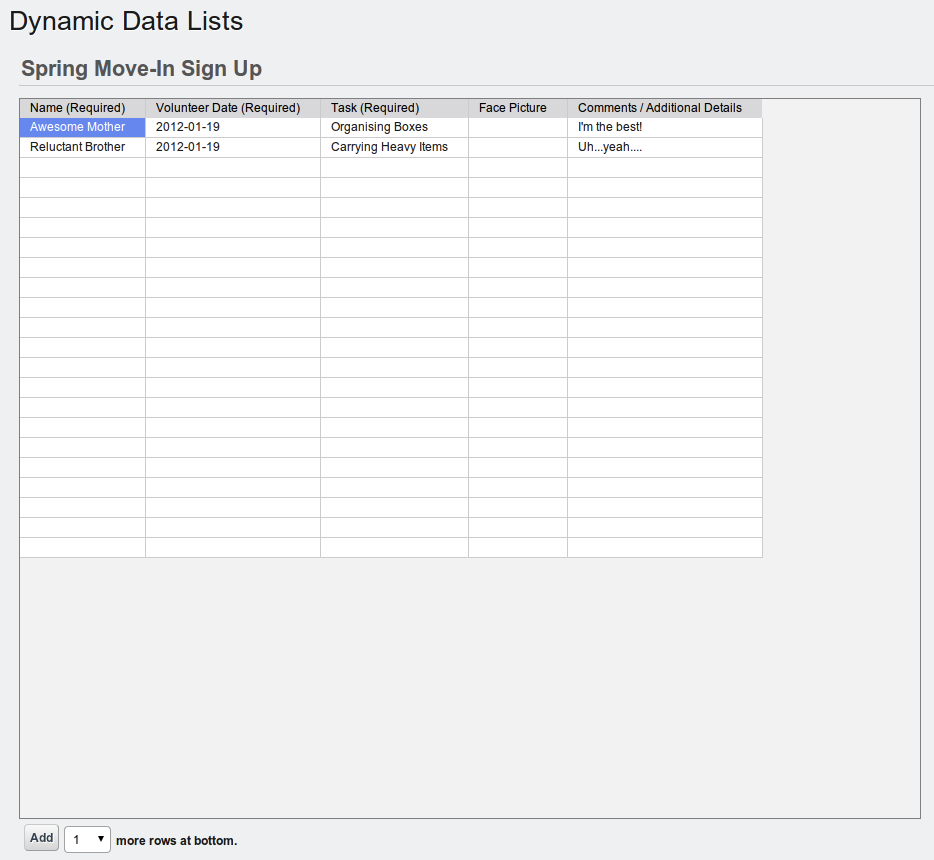 Dynamic Data Lists
Spring Move-In Sign Up
Name (Required) Volunteer Date (Required) Task (Required) Face Picture Comments / Additional Details
Awesome Mother 2012-01-19 Organising Boxes I'm the best!
Reluctant Brother 2012-01-19 Carrying Heavy Items Uh...yeah....
Add 1 more rows at bottom.